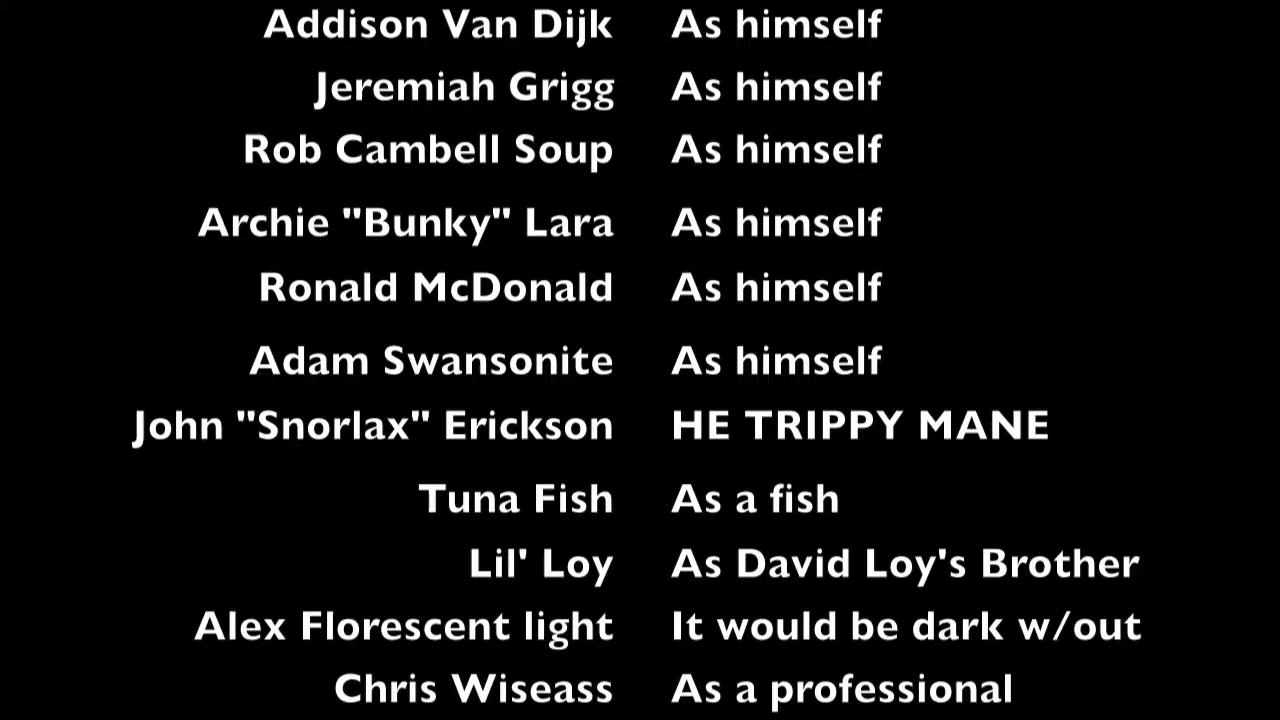 Addison Van Dijk As himself
Jeremiah Grigg As himself
Rob Cambell Soup As himself
Archie "Bunky" Lara As himself
Ronald McDonald As himself
Adam Swansonite As himself
John "Snorlax" Erickson HE TRIPPY MANE
Tuna Fish As a fish
Lil' Loy As David Loy's Brother
Alex Florescent light It would be dark w/out
Chris Wiseass As a professional